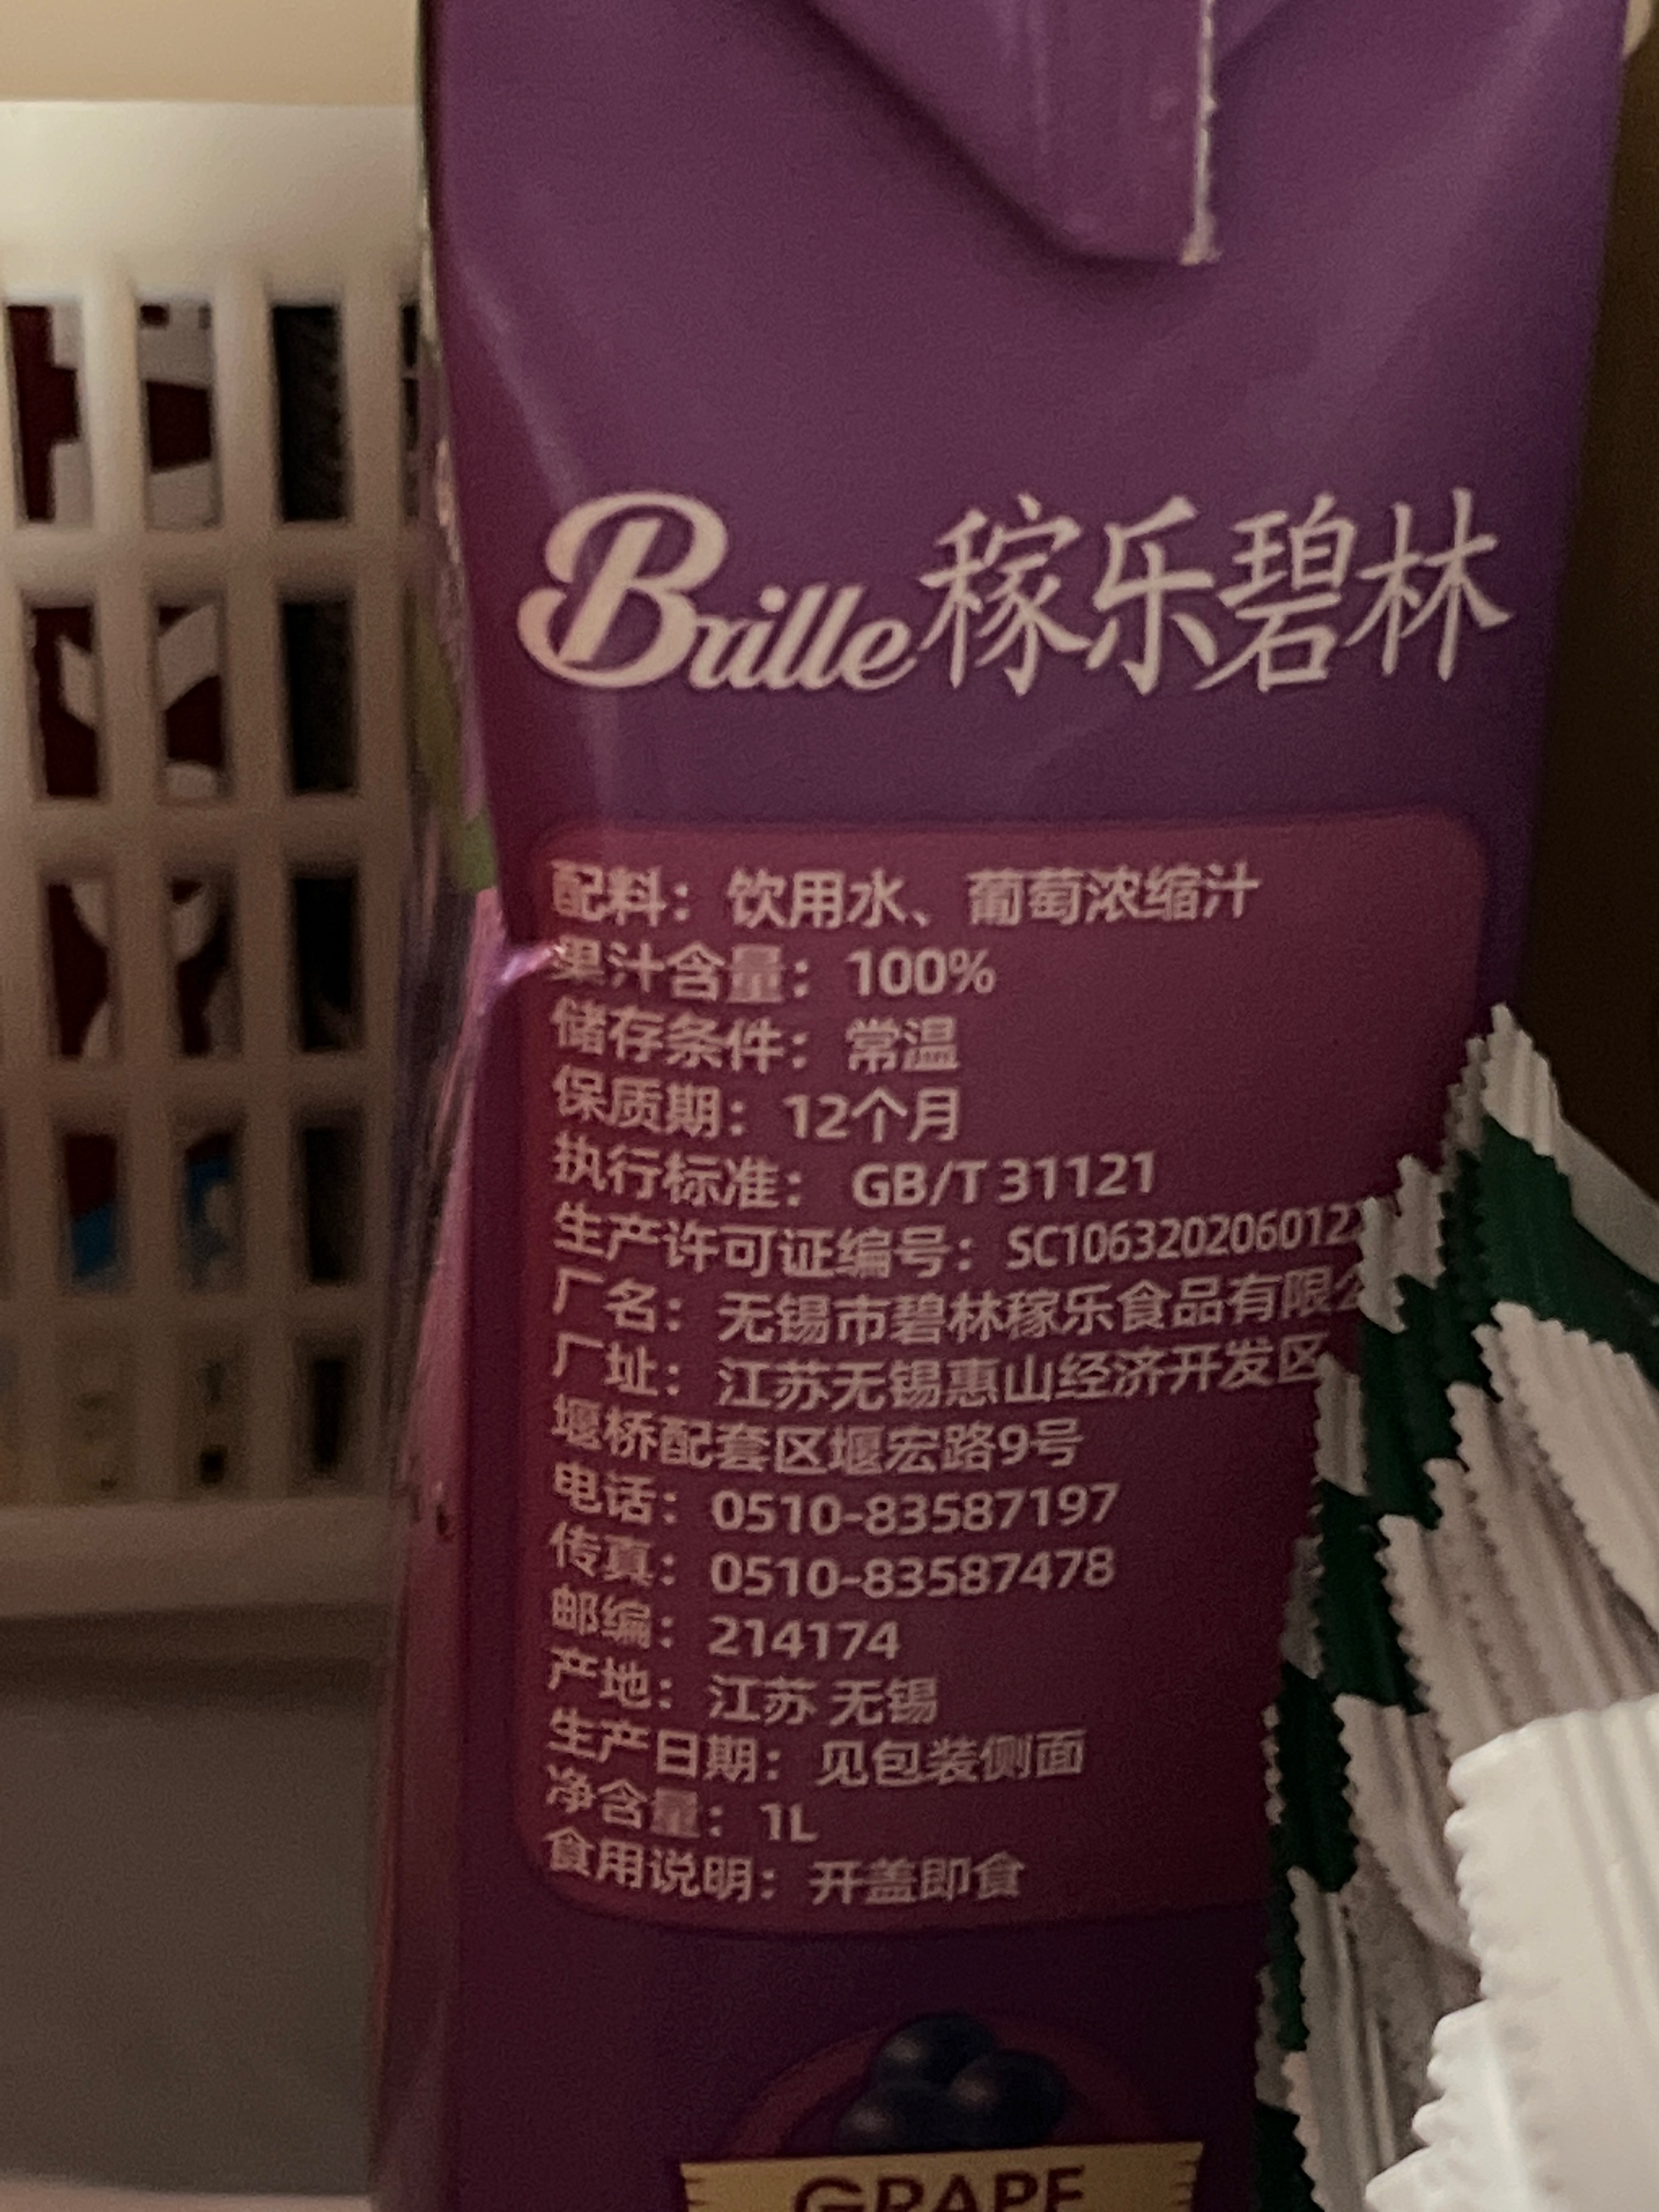 Brille稼乐碧林
配料：饮用水、葡萄浓缩汁
果汁含量：100%
储存条件：常温
保质期：12个月
执行标准：GB/T 31121
生产许可证编号：SC106320206012
厂名：无锡市碧林稼乐食品有限公
厂址：江苏无锡惠山经济开发区
堰桥配套区堰宏路9号
电话：0510-83587197
传真：0510-83587478
邮编：214174
产地：江苏 无锡
生产日期：见包装侧面
净含量：1L
食用说明：开盖即食
GRAPE